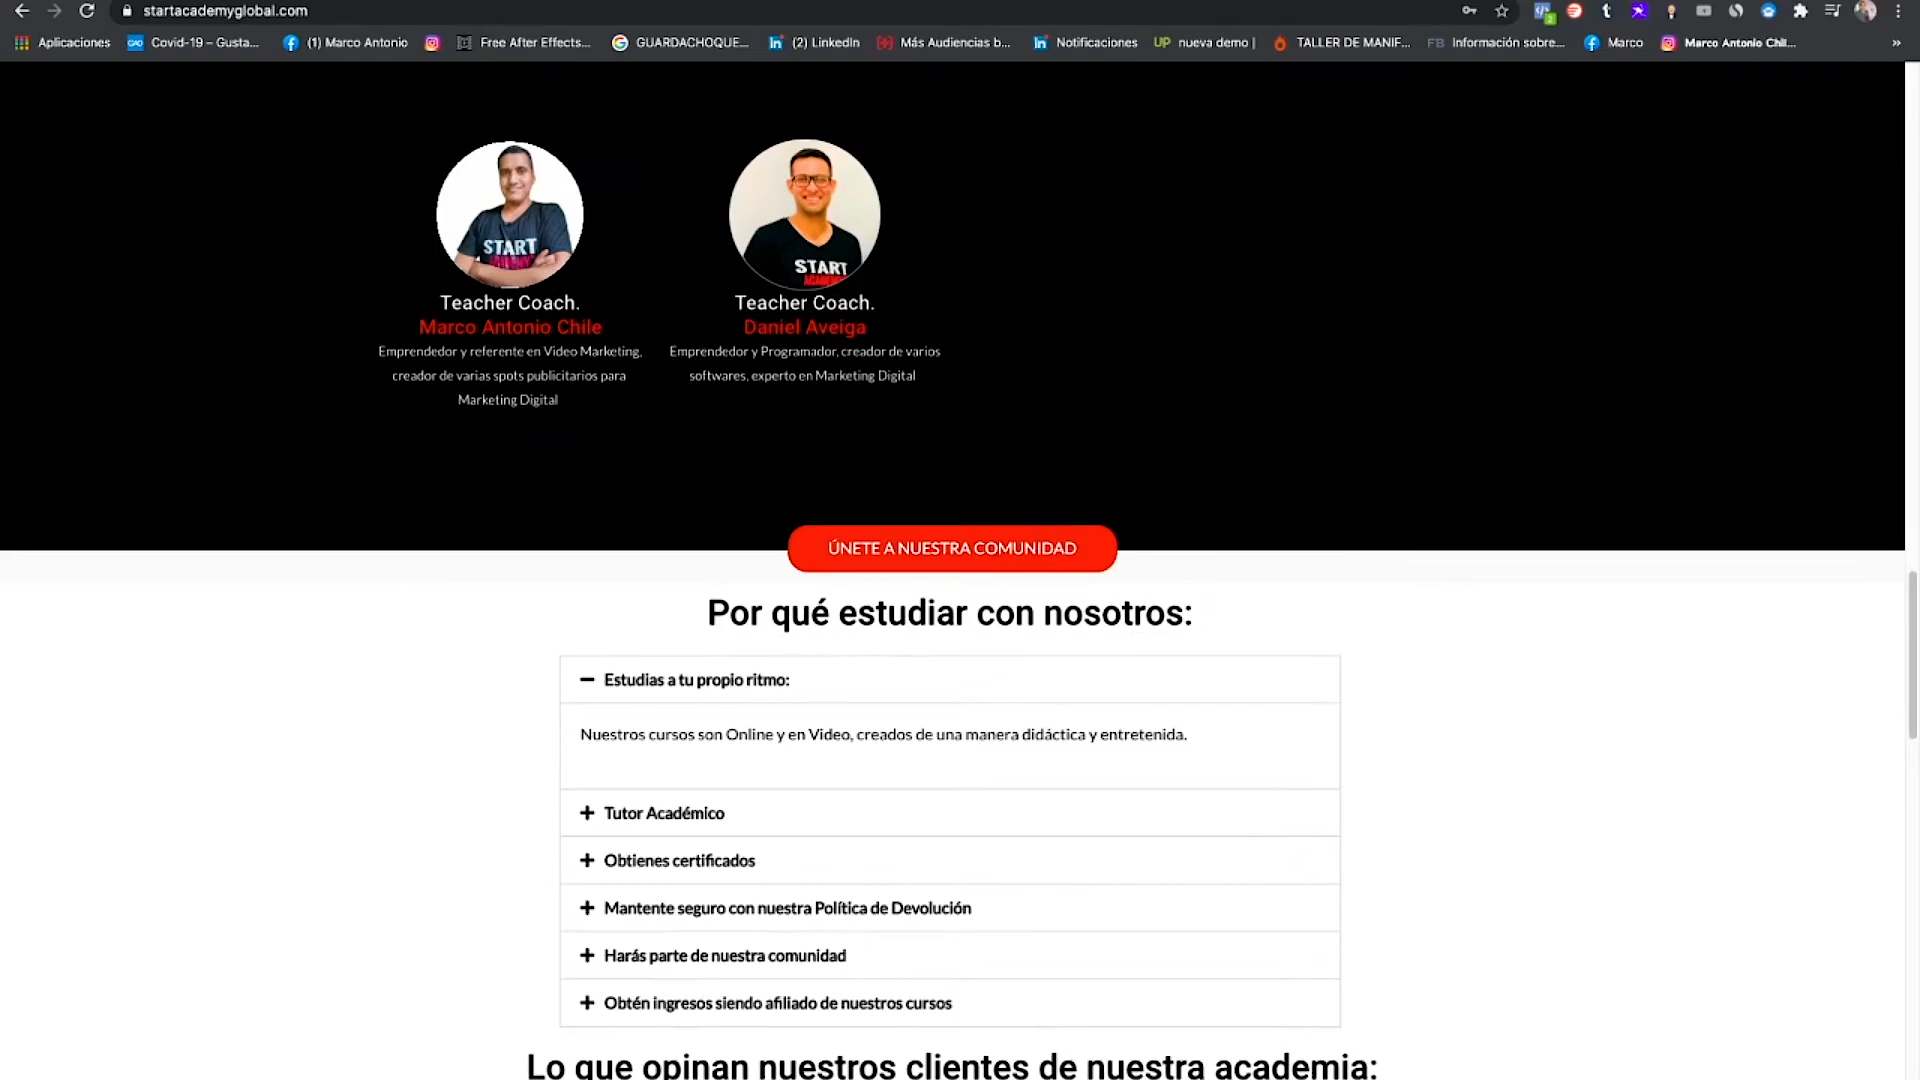 startacademyglobal.com
Aplicaciones
Covid-19 – Gusta...
(1) Marco Antonio
Free After Effects...
GUARDACHOQUE...
(2) LinkedIn
Más Audiencias b...
Notificaciones
UP nueva demo |
TALLER DE MANIF...
FB Información sobre...
Marco
Marco Antonio Chil...
»
START
START
ACADEMY
Teacher Coach.
Marco Antonio Chile
Emprendedor y referente en Video Marketing,
creador de varias spots publicitarios para
Marketing Digital
Teacher Coach.
Daniel Aveiga
Emprendedor y Programador, creador de varios
softwares, experto en Marketing Digital
ÚNETE A NUESTRA COMUNIDAD
Por qué estudiar con nosotros:
Estudias a tu propio ritmo:
Nuestros cursos son Online y en Video, creados de una manera didáctica y entretenida.
Tutor Académico
Obtienes certificados
Mantente seguro con nuestra Política de Devolución
Harás parte de nuestra comunidad
Obtén ingresos siendo afiliado de nuestros cursos
Lo que opinan nuestros clientes de nuestra academia: